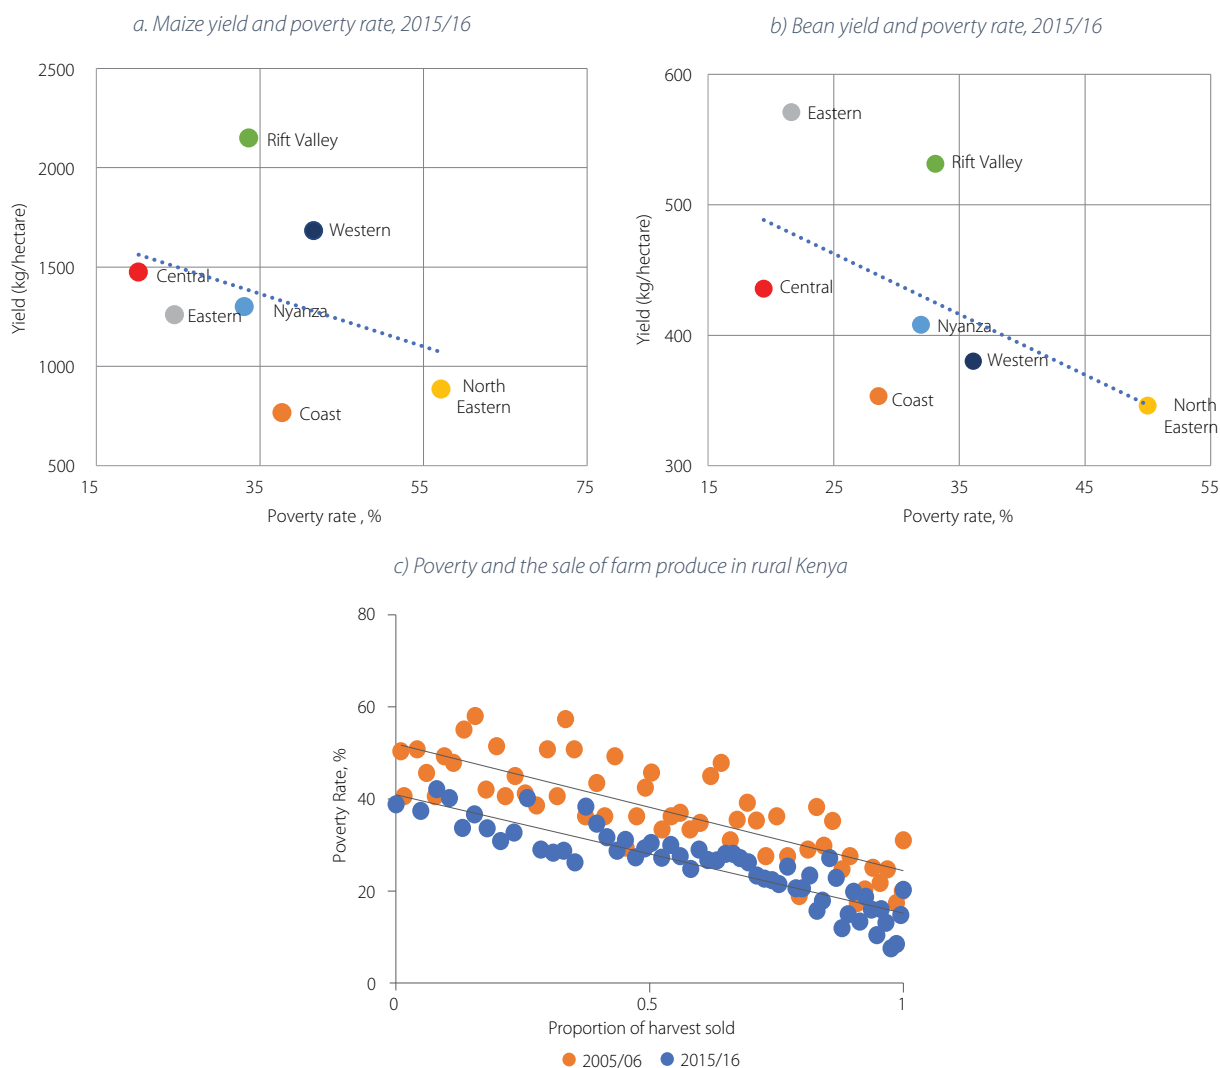 a. Maize yield and poverty rate, 2015/16
2500
2000
1500
1000
500
15
35
55
75
Yield (kg/hectare)
Poverty rate , %
Rift Valley
Western
Central
Eastern
Nyanza
North
Eastern
Coast
b) Bean yield and poverty rate, 2015/16
600
500
400
300
15
25
35
45
55
Yield (kg/hectare)
Poverty rate, %
Eastern
Rift Valley
Central
Nyanza
Western
Coast
North
Eastern
c) Poverty and the sale of farm produce in rural Kenya
80
60
40
20
0
0
0.5
1
Poverty Rate, %
Proportion of harvest sold
2005/06
2015/16